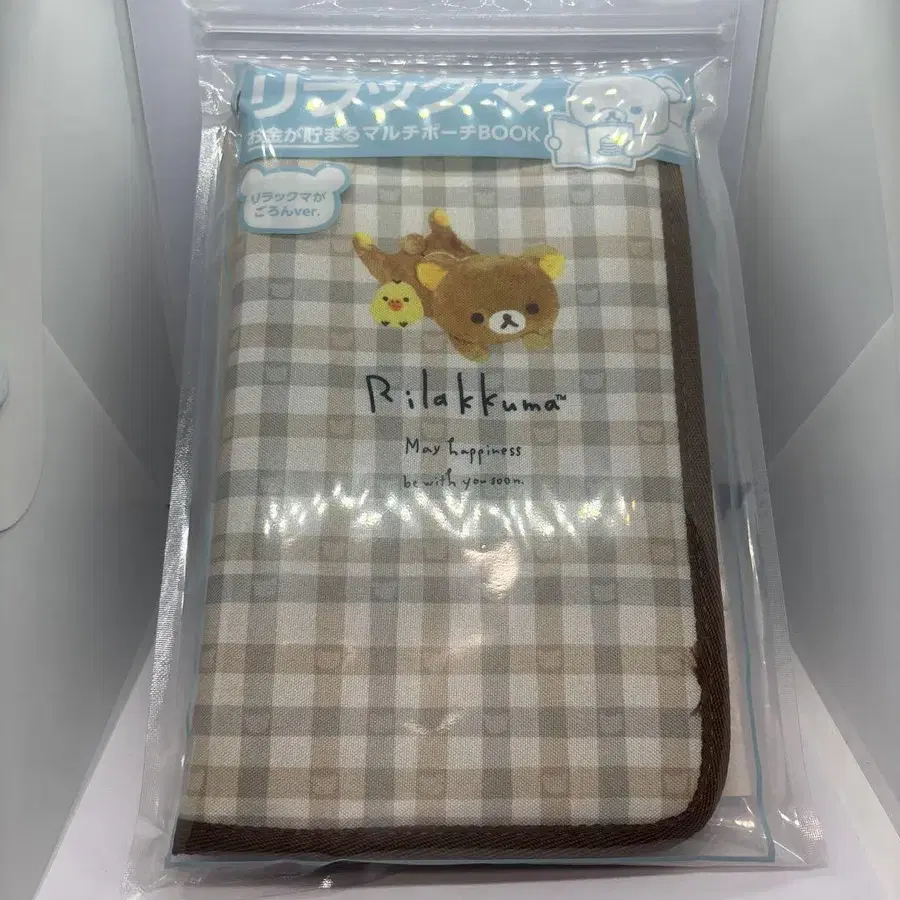 リラックマ
お金が貯まるマルチポーチBOOK
リラックマが
ごろんver.
Rilakkuma™
May happiness
be with you soon.